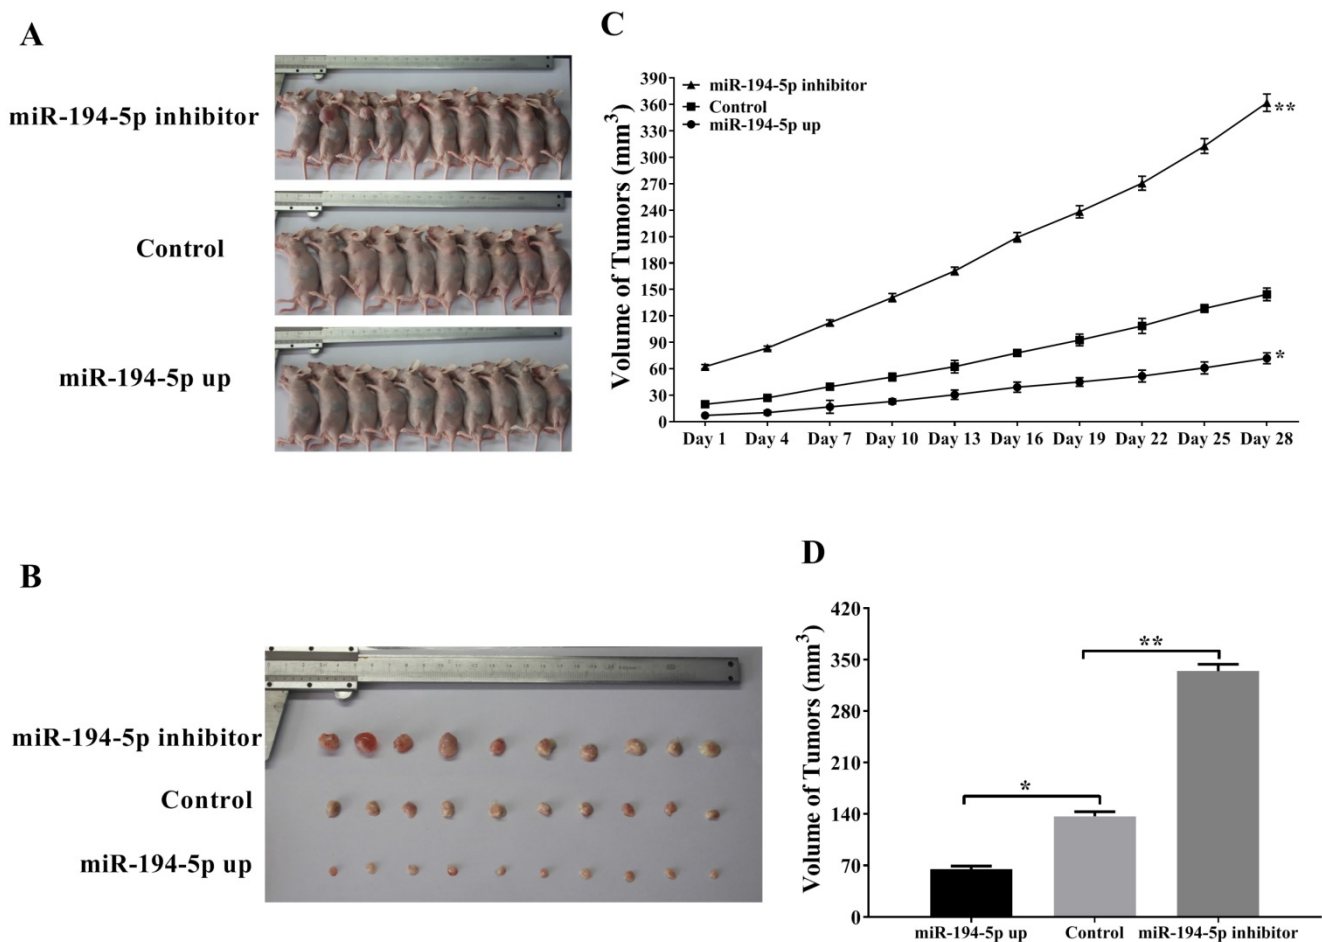 A
miR-194-5p inhibitor
Control
miR-194-5p up
B
miR-194-5p inhibitor
Control
miR-194-5p up
C
Volume of Tumors (mm3)
390
360
330
300
270
240
210
180
150
120
90
60
30
0
miR-194-5p inhibitor
Control
miR-194-5p up
**
*
Day 1 Day 4 Day 7 Day 10 Day 13 Day 16 Day 19 Day 22 Day 25 Day 28
D
Volume of Tumors (mm3)
420
350
280
210
140
70
0
*
**
miR-194-5p up Control miR-194-5p inhibitor